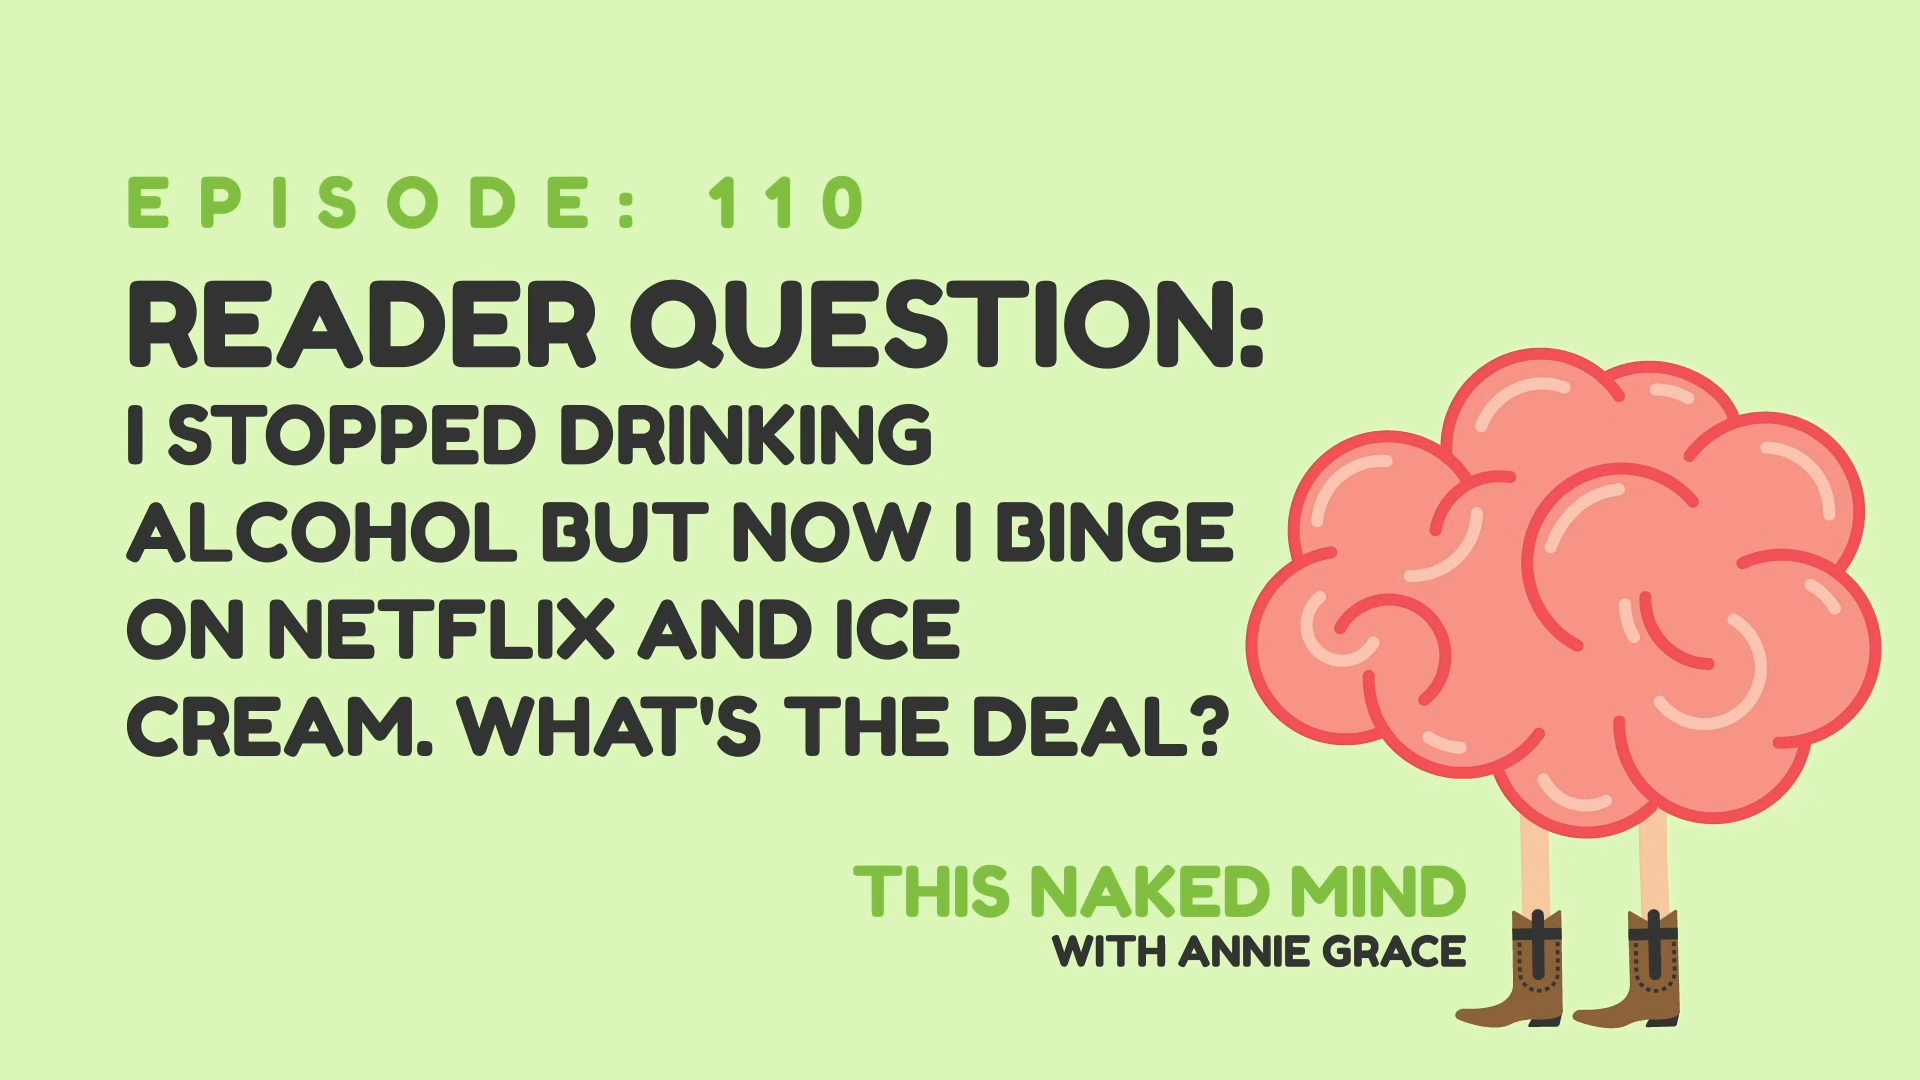 EPISODE: 110
READER QUESTION:
I STOPPED DRINKING
ALCOHOL BUT NOW I BINGE
ON NETFLIX AND ICE
CREAM. WHAT'S THE DEAL?
THIS NAKED MIND
WITH ANNIE GRACE